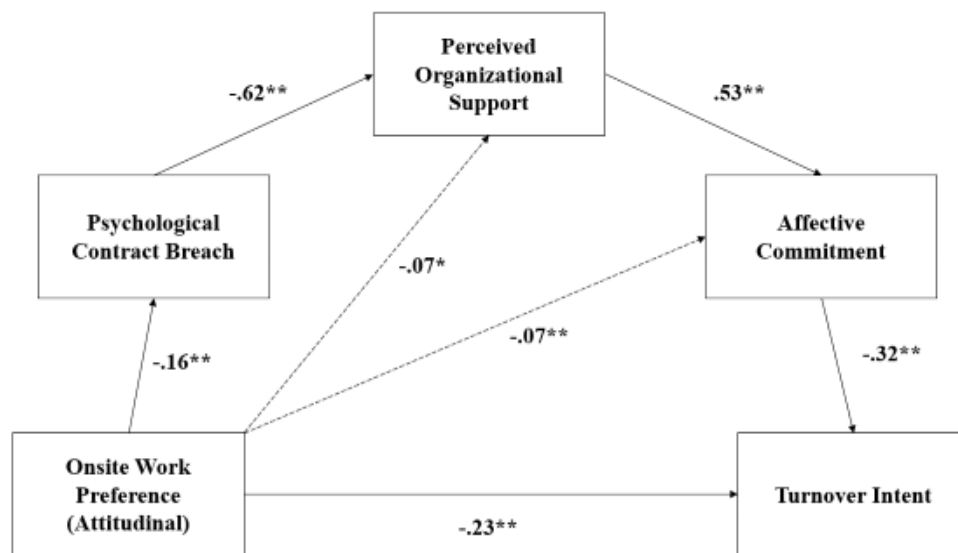 Perceived
Organizational
Support
-.62**
.53**
Psychological
Contract Breach
Affective
Commitment
-.07*
-.07**
-.16**
-.32**
Onsite Work
Preference
(Attitudinal)
Turnover Intent
-.23**